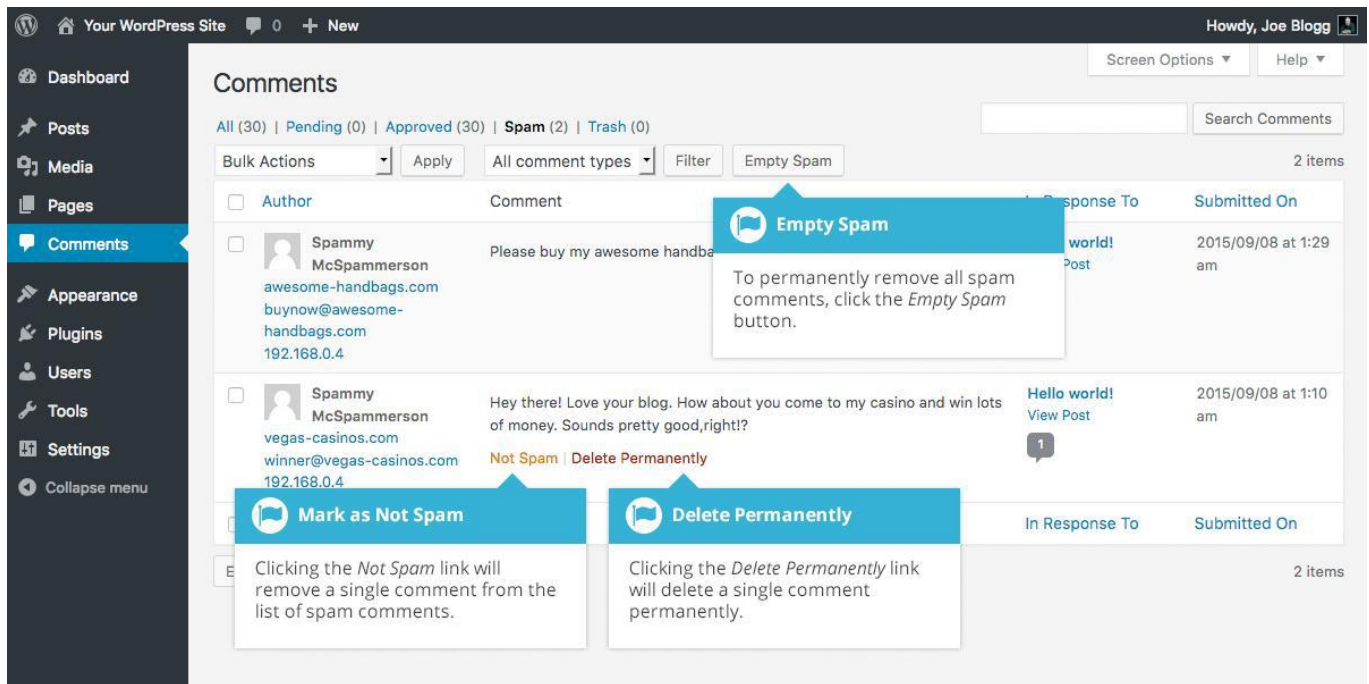 Your WordPress Site 0 + New Howdy, Joe Blogg
Screen Options ▼ Help ▼
Dashboard
Posts
Media
Pages
Comments
Appearance
Plugins
Users
Tools
Settings
Collapse menu
Comments
All (30) | Pending (0) | Approved (30) | Spam (2) | Trash (0)
Search Comments
Bulk Actions Apply All comment types Filter Empty Spam 2 items
Author Comment sponse To Submitted On
Spammy
McSpammerson
awesome-handbags.com
buynow@awesome-
handbags.com
192.168.0.4
Please buy my awesome handba
world!
Post
2015/09/08 at 1:29
am
Empty Spam
To permanently remove all spam
comments, click the Empty Spam
button.
Spammy
McSpammerson
vegas-casinos.com
winner@vegas-casinos.com
192.168.0.4
Hey there! Love your blog. How about you come to my casino and win lots
of money. Sounds pretty good,right!?
Not Spam | Delete Permanently
Hello world!
View Post
1
2015/09/08 at 1:10
am
In Response To Submitted On
2 items
Mark as Not Spam
Clicking the Not Spam link will
remove a single comment from the
list of spam comments.
Delete Permanently
Clicking the Delete Permanently link
will delete a single comment
permanently.